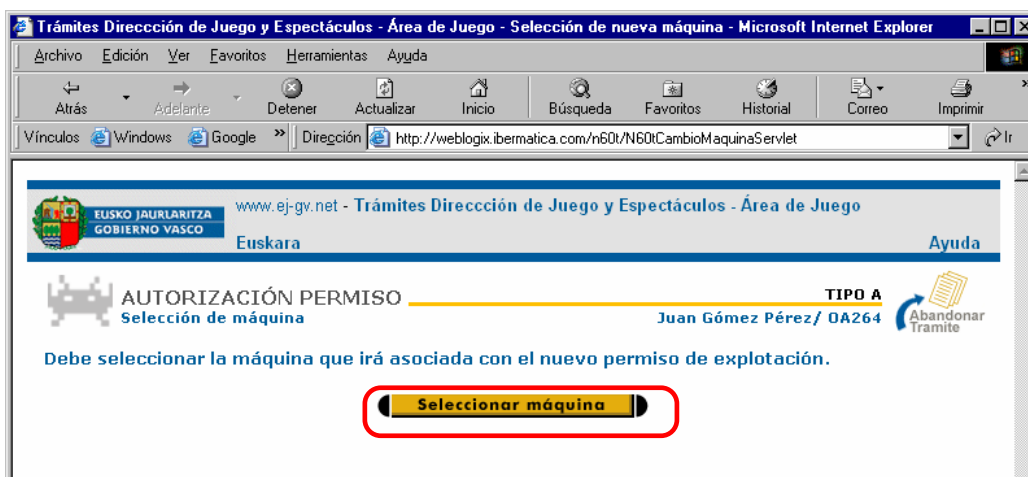 Trámites Direccción de Juego y Espectáculos - Área de Juego - Selección de nueva máquina - Microsoft Internet Explorer
Archivo Edición Ver Favoritos Herramientas Ayuda
Atrás Adelante Detener Actualizar Inicio Búsqueda Favoritos Historial Correo Imprimir »
Vínculos Windows Google » Dirección http://weblogix.ibermatica.com/n60t/N60tCambioMaquinaServlet Ir
EUSKO JAURLARITZA
GOBIERNO VASCO
www.ej-gv.net - Trámites Direccción de Juego y Espectáculos - Área de Juego
Euskara Ayuda
AUTORIZACIÓN PERMISO TIPO A
Selección de máquina Juan Gómez Pérez/ 0A264
Abandonar
Tramite
Debe seleccionar la máquina que irá asociada con el nuevo permiso de explotación.
Seleccionar máquina